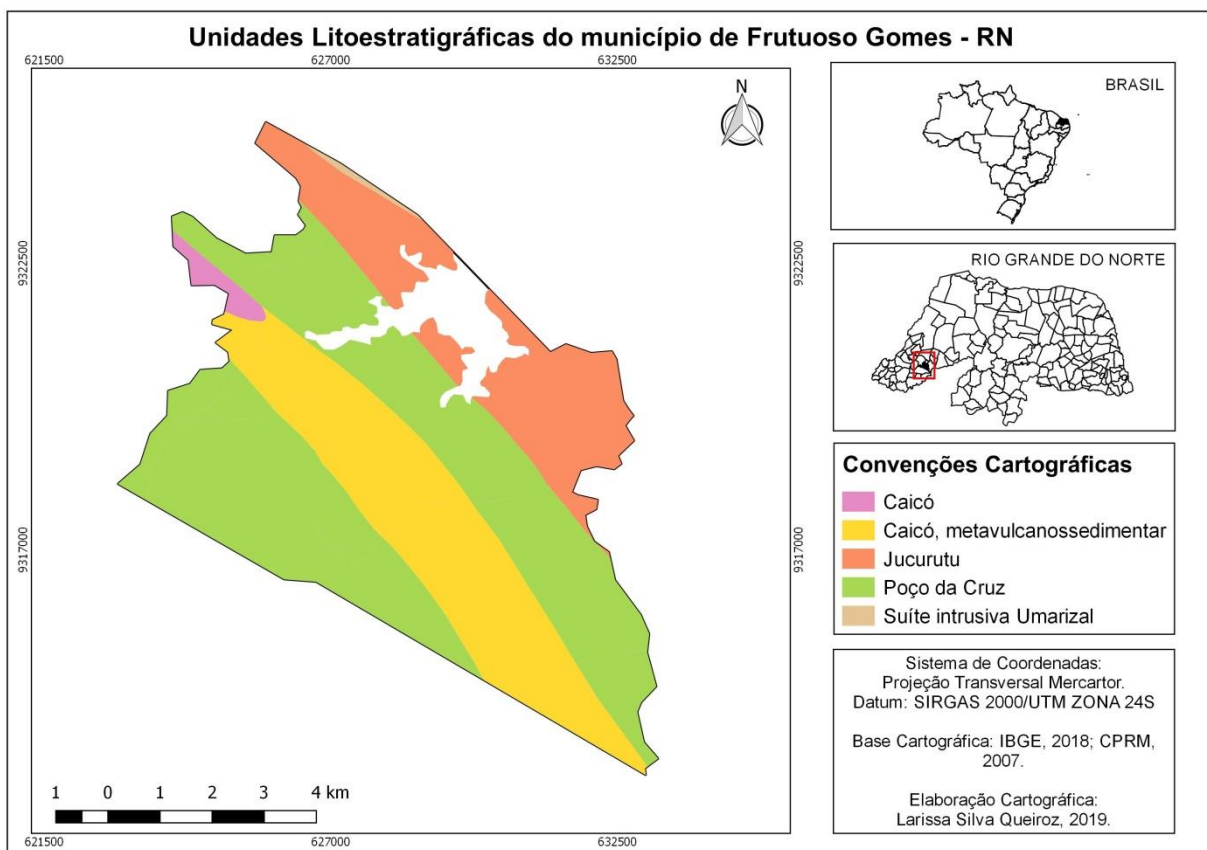 Unidades Litoestratigráficas do município de Frutuoso Gomes - RN
621500
627000
632500
N
9322500
9322500
9317000
9317000
1 0 1 2 3 4 km
621500
627000
632500
BRASIL
RIO GRANDE DO NORTE
Convenções Cartográficas
Caicó
Caicó, metavulcanossedimentar
Jucurutu
Poço da Cruz
Suíte intrusiva Umarizal
Sistema de Coordenadas:
Projeção Transversal Mercartor.
Datum: SIRGAS 2000/UTM ZONA 24S
Base Cartográfica: IBGE, 2018; CPRM,
2007.
Elaboração Cartográfica:
Larissa Silva Queiroz, 2019.